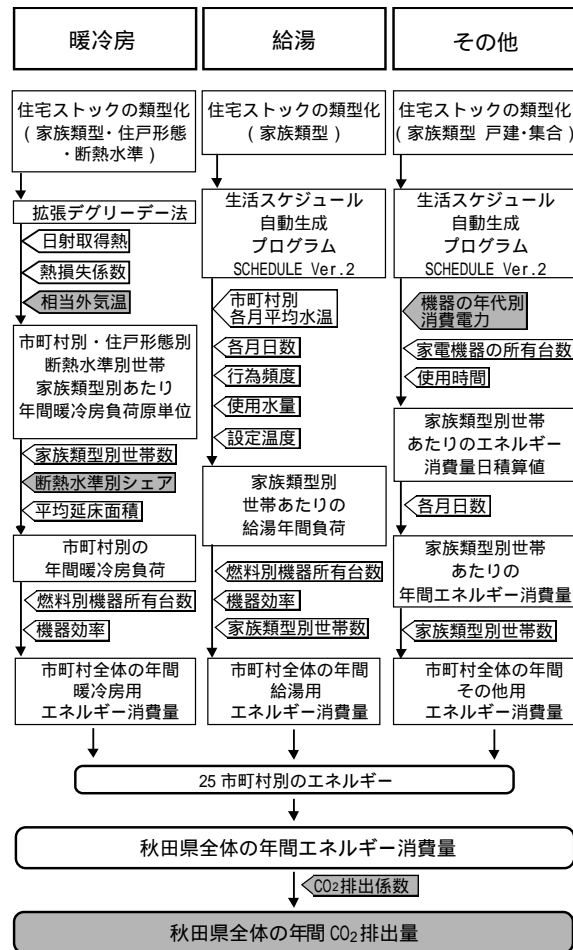 暖冷房
住宅ストックの類型化
(家族類型・住戸形態
・断熱水準)
拡張デグリーデー法
日射取得熱
熱損失係数
相当外気温
市町村別・住戸形態別
断熱水準別世帯
家族類型別あたり
年間暖冷房負荷原単位
家族類型別世帯数
断熱水準別シェア
平均延床面積
市町村別の
年間暖冷房負荷
燃料別機器所有台数
機器効率
市町村全体の年間
暖冷房用
エネルギー消費量
給湯
住宅ストックの類型化
(家族類型)
生活スケジュール
自動生成
プログラム
SCHEDULE Ver.2
市町村別
各月平均水温
各月日数
行為頻度
使用水量
設定温度
家族類型別
世帯あたりの
給湯年間負荷
燃料別機器所有台数
機器効率
家族類型別世帯数
市町村全体の年間
給湯用
エネルギー消費量
その他
住宅ストックの類型化
(家族類型 戸建・集合)
生活スケジュール
自動生成
プログラム
SCHEDULE Ver.2
機器の年代別
消費電力
家電機器の所有台数
使用時間
家族類型別世帯
あたりのエネルギー
消費量日積算値
各月日数
家族類型別世帯
あたりの
年間エネルギー消費量
家族類型別世帯数
市町村全体の年間
その他用
エネルギー消費量
25市町村別のエネルギー
秋田県全体の年間エネルギー消費量
CO2排出係数
秋田県全体の年間CO2排出量